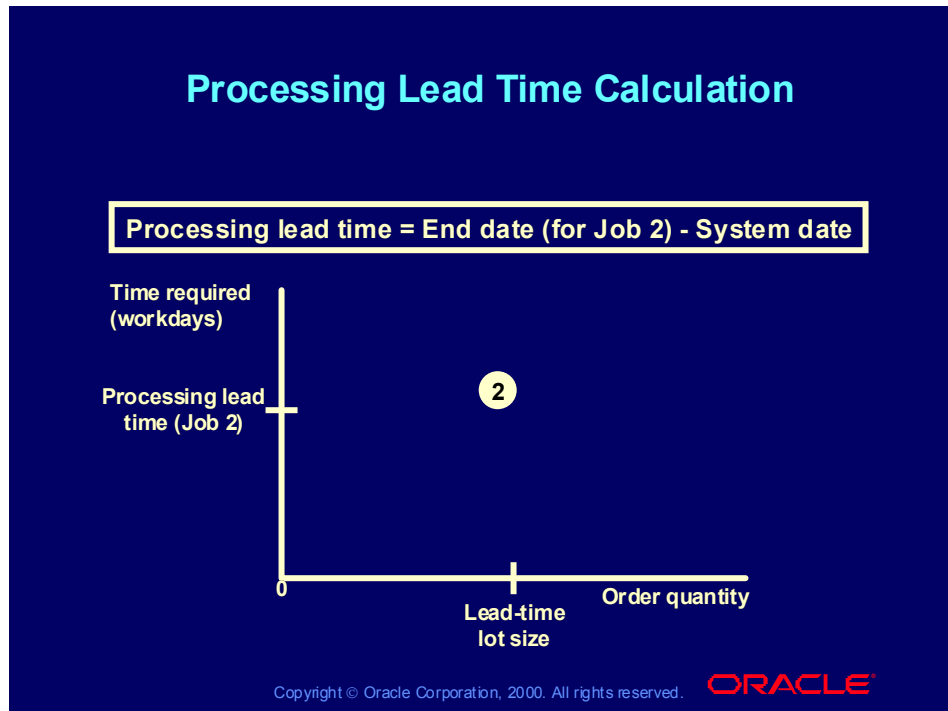 Processing Lead Time Calculation
Processing lead time = End date (for Job 2) - System date
Time required
(workdays)
Processing lead
time (Job 2)
2
0
Lead-time
lot size
Order quantity
Copyright © Oracle Corporation, 2000. All rights reserved.
ORACLE®